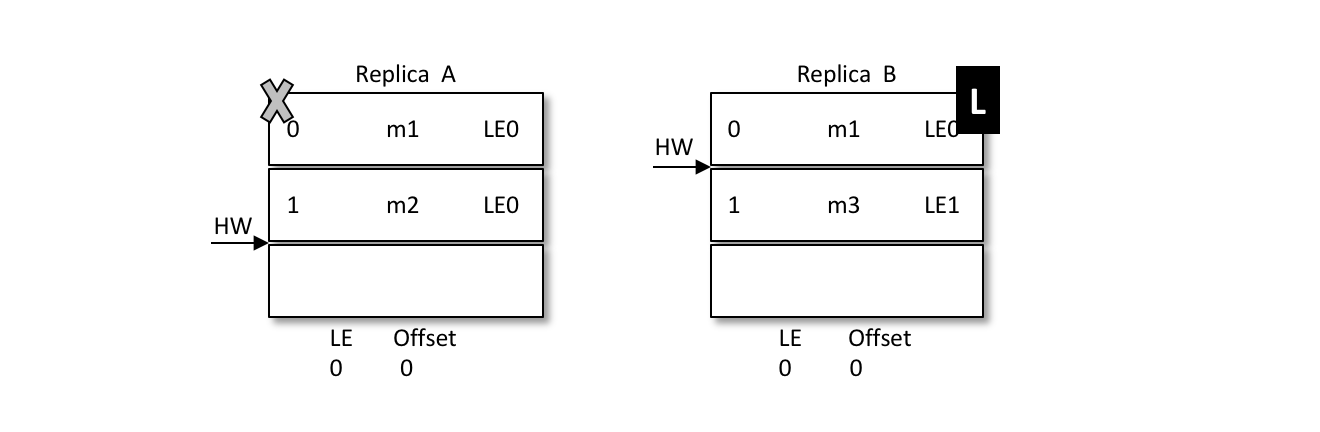 Replica A
0 m1 LE0
1 m2 LE0
HW
LE Offset
0 0
Replica B
L
0 m1 LE0
HW
1 m3 LE1
LE Offset
0 0